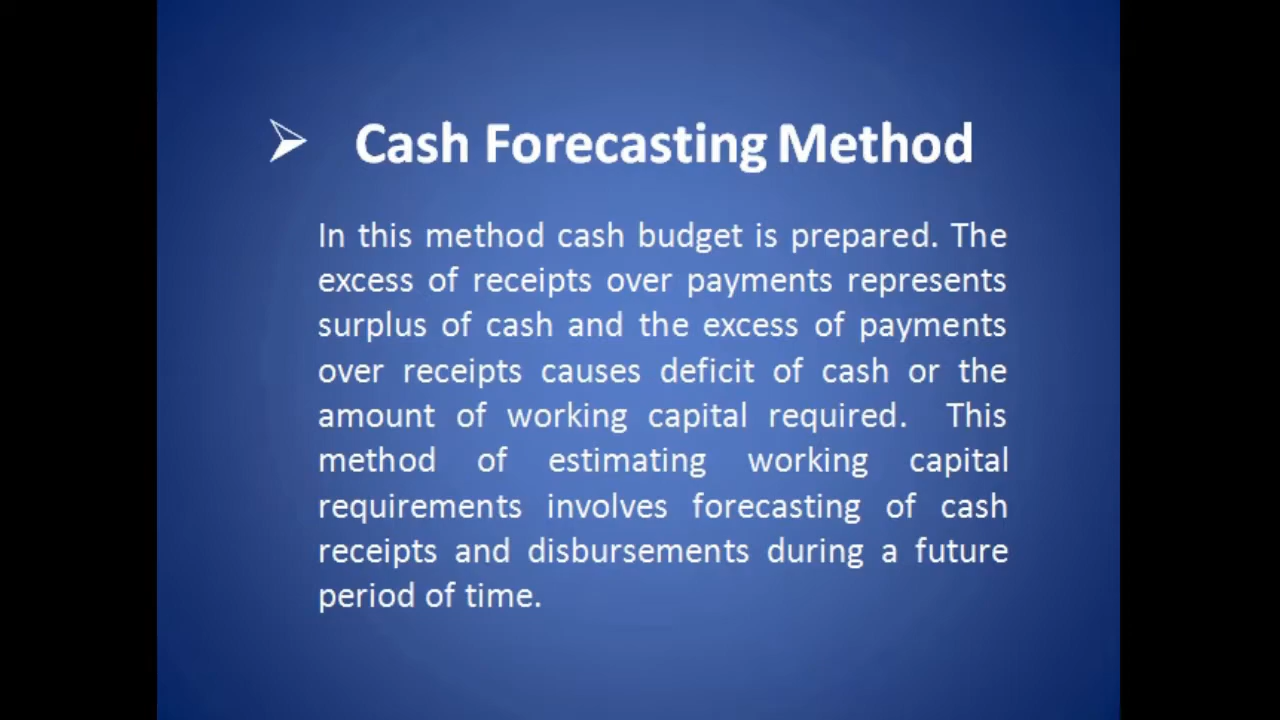 Cash Forecasting Method
In this method cash budget is prepared. The
excess of receipts over payments represents
surplus of cash and the excess of payments
over receipts causes deficit of cash or the
amount of working capital required. This
method of estimating working capital
requirements involves forecasting of cash
receipts and disbursements during a future
period of time.